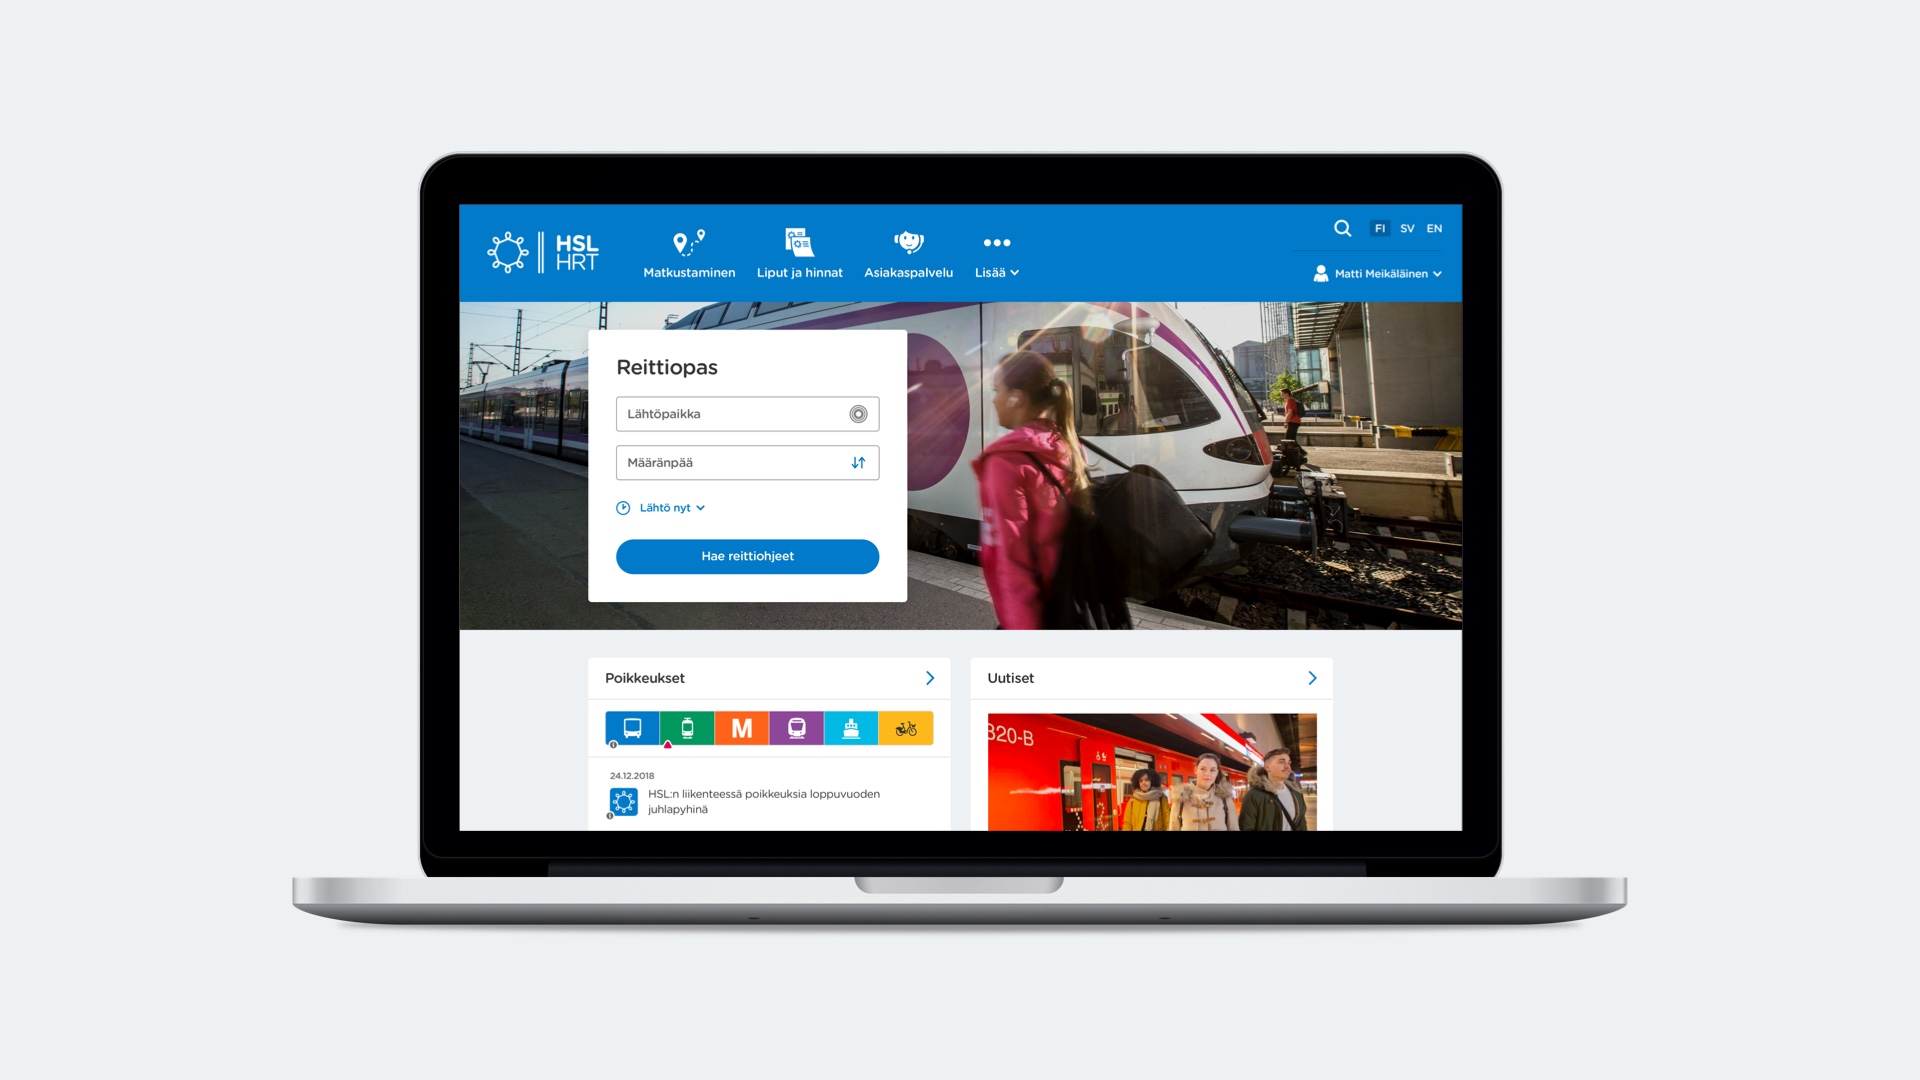 HSL
HRT
Matkustaminen
Liput ja hinnat
Asiakaspalvelu
Lisää
FI SV EN
Matti Meikäläinen
Reittiopas
Lähtöpaikka
Määränpää
Lähtö nyt
Hae reittiohjeet
Poikkeukset
M
24.12.2018
HSL:n liikenteessä poikkeuksia loppuvuoden
juhlapyhinä
Uutiset
B20-B